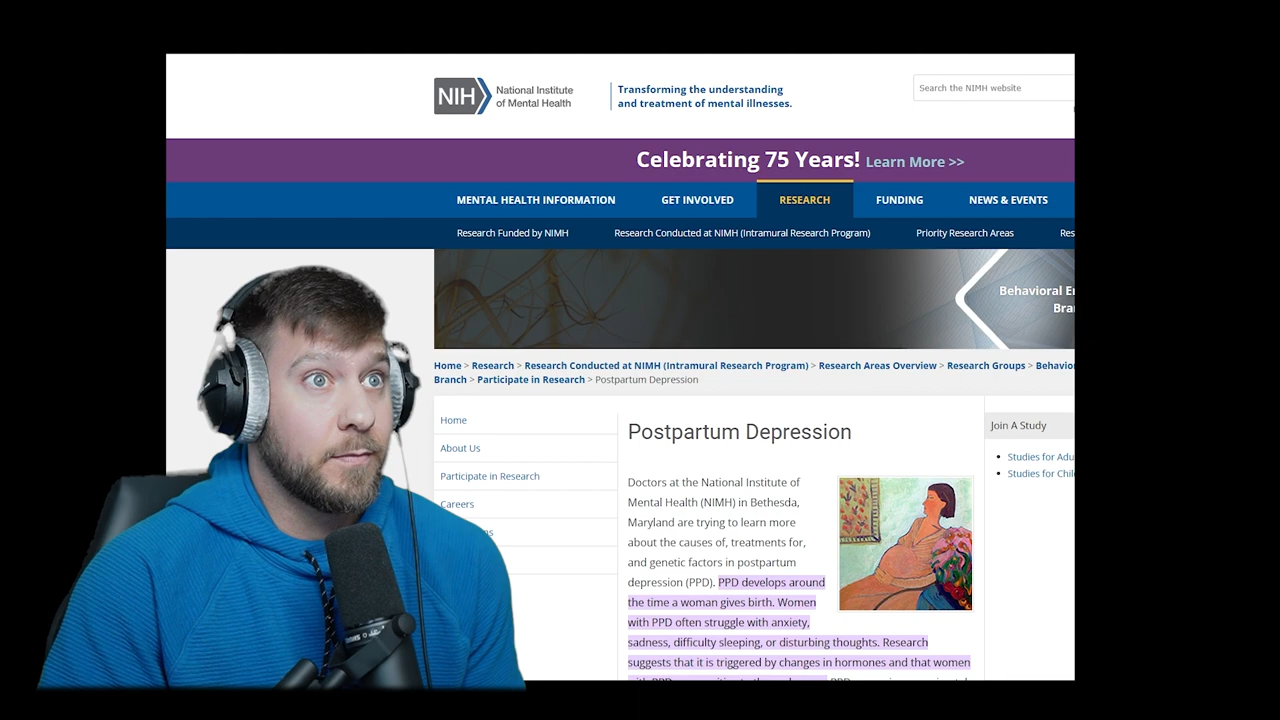 NIH
National Institute
of Mental Health
Transforming the understanding
and treatment of mental illnesses.
Search the NIMH website
Celebrating 75 Years! Learn More >>
MENTAL HEALTH INFORMATION
GET INVOLVED
RESEARCH
FUNDING
NEWS & EVENTS
Research Funded by NIMH
Research Conducted at NIMH (Intramural Research Program)
Priority Research Areas
Res
Behavioral En
Bra
Home > Research > Research Conducted at NIMH (Intramural Research Program) > Research Areas Overview > Research Groups > Behavior
Branch > Participate in Research > Postpartum Depression
Home
About Us
Participate in Research
Careers
Postpartum Depression
Doctors at the National Institute of
Mental Health (NIMH) in Bethesda,
Maryland are trying to learn more
about the causes of, treatments for,
and genetic factors in postpartum
depression (PPD). PPD develops around
the time a woman gives birth. Women
with PPD often struggle with anxiety,
sadness, difficulty sleeping, or disturbing thoughts. Research
suggests that it is triggered by changes in hormones and that women
Join A Study
Studies for Adu
Studies for Chil